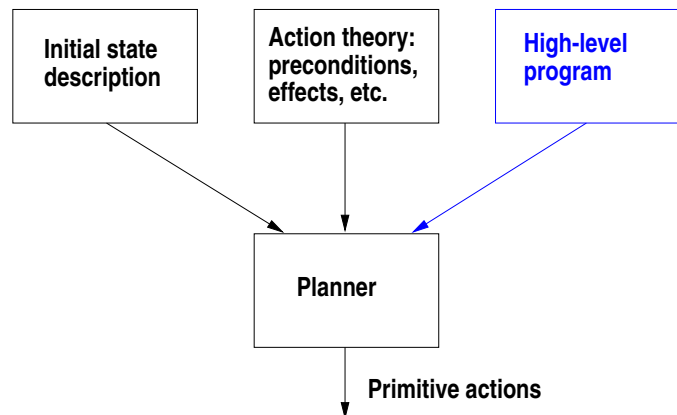 Initial state
description
Action theory:
preconditions,
effects, etc.
High-level
program
Planner
Primitive actions